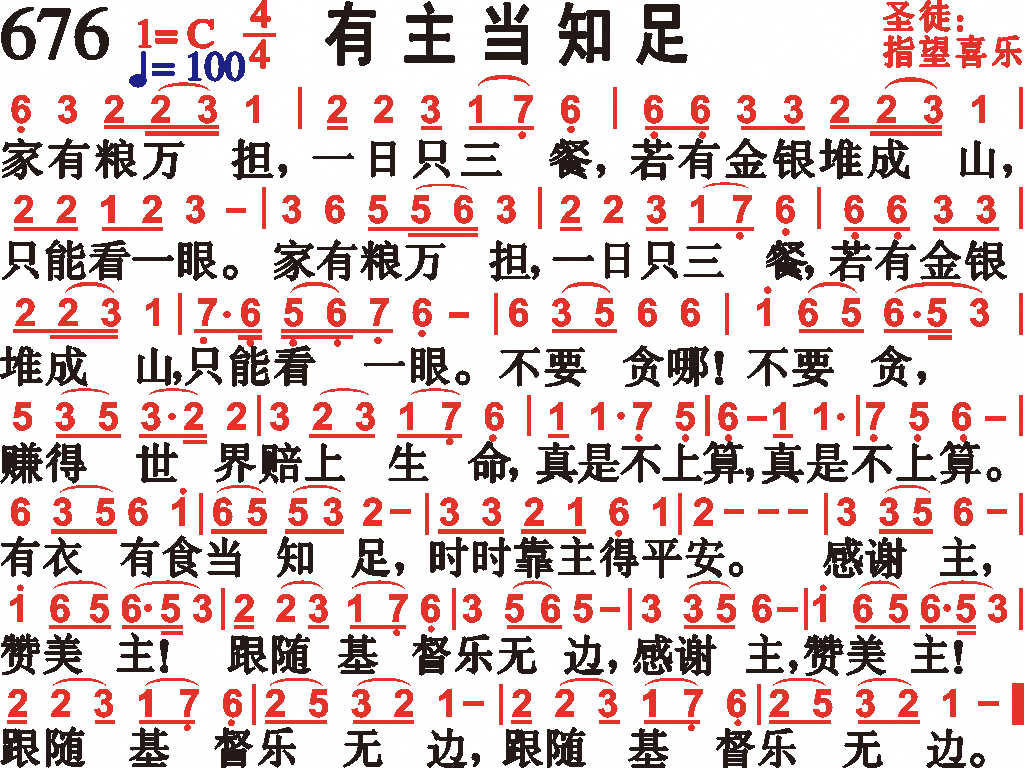 676 1=C 4/4 有主当知足 圣徒：
♩=100 指望喜乐
6 3 2 2 3 1 | 2 2 3 1 7 6 | 6 6 3 3 2 2 3 1 |
家有粮万 担，一日只三 餐，若有金银堆成 山，
2 2 1 2 3 － | 3 6 5 5 6 3 | 2 2 3 1 7 6 | 6 6 3 3 |
只能看一眼。家有粮万 担，一日只三 餐，若有金银
2 2 3 1 | 7· 6 5 6 7 6 － | 6 3 5 6 6 | i 6 5 6·5 3 |
堆成 山，只能看 一眼。不要 贪哪！不要 贪，
5 3 5 3·2 2 | 3 2 3 1 7 6 | 1 1·7 5 | 6－1 1· | 7 5 6－ |
赚得 世 界赔上 生 命，真是不上算，真是不上算。
6 3 5 6 i | 6 5 5 3 2－ | 3 3 2 1 6 1 | 2－－－ | 3 3 5 6－ |
有衣 有食当 知 足，时时靠主得平安。 感谢 主，
i 6 5 6·5 3 | 2 2 3 1 7 6 | 3 5 6 5－ | 3 3 5 6－ | i 6 5 6·5 3 |
赞美 主！ 跟随 基 督乐无 边，感谢 主，赞美 主！
2 2 3 1 7 6 | 2 5 3 2 1－ | 2 2 3 1 7 6 | 2 5 3 2 1－ |
跟随 基 督乐 无 边，跟随 基 督乐 无 边。